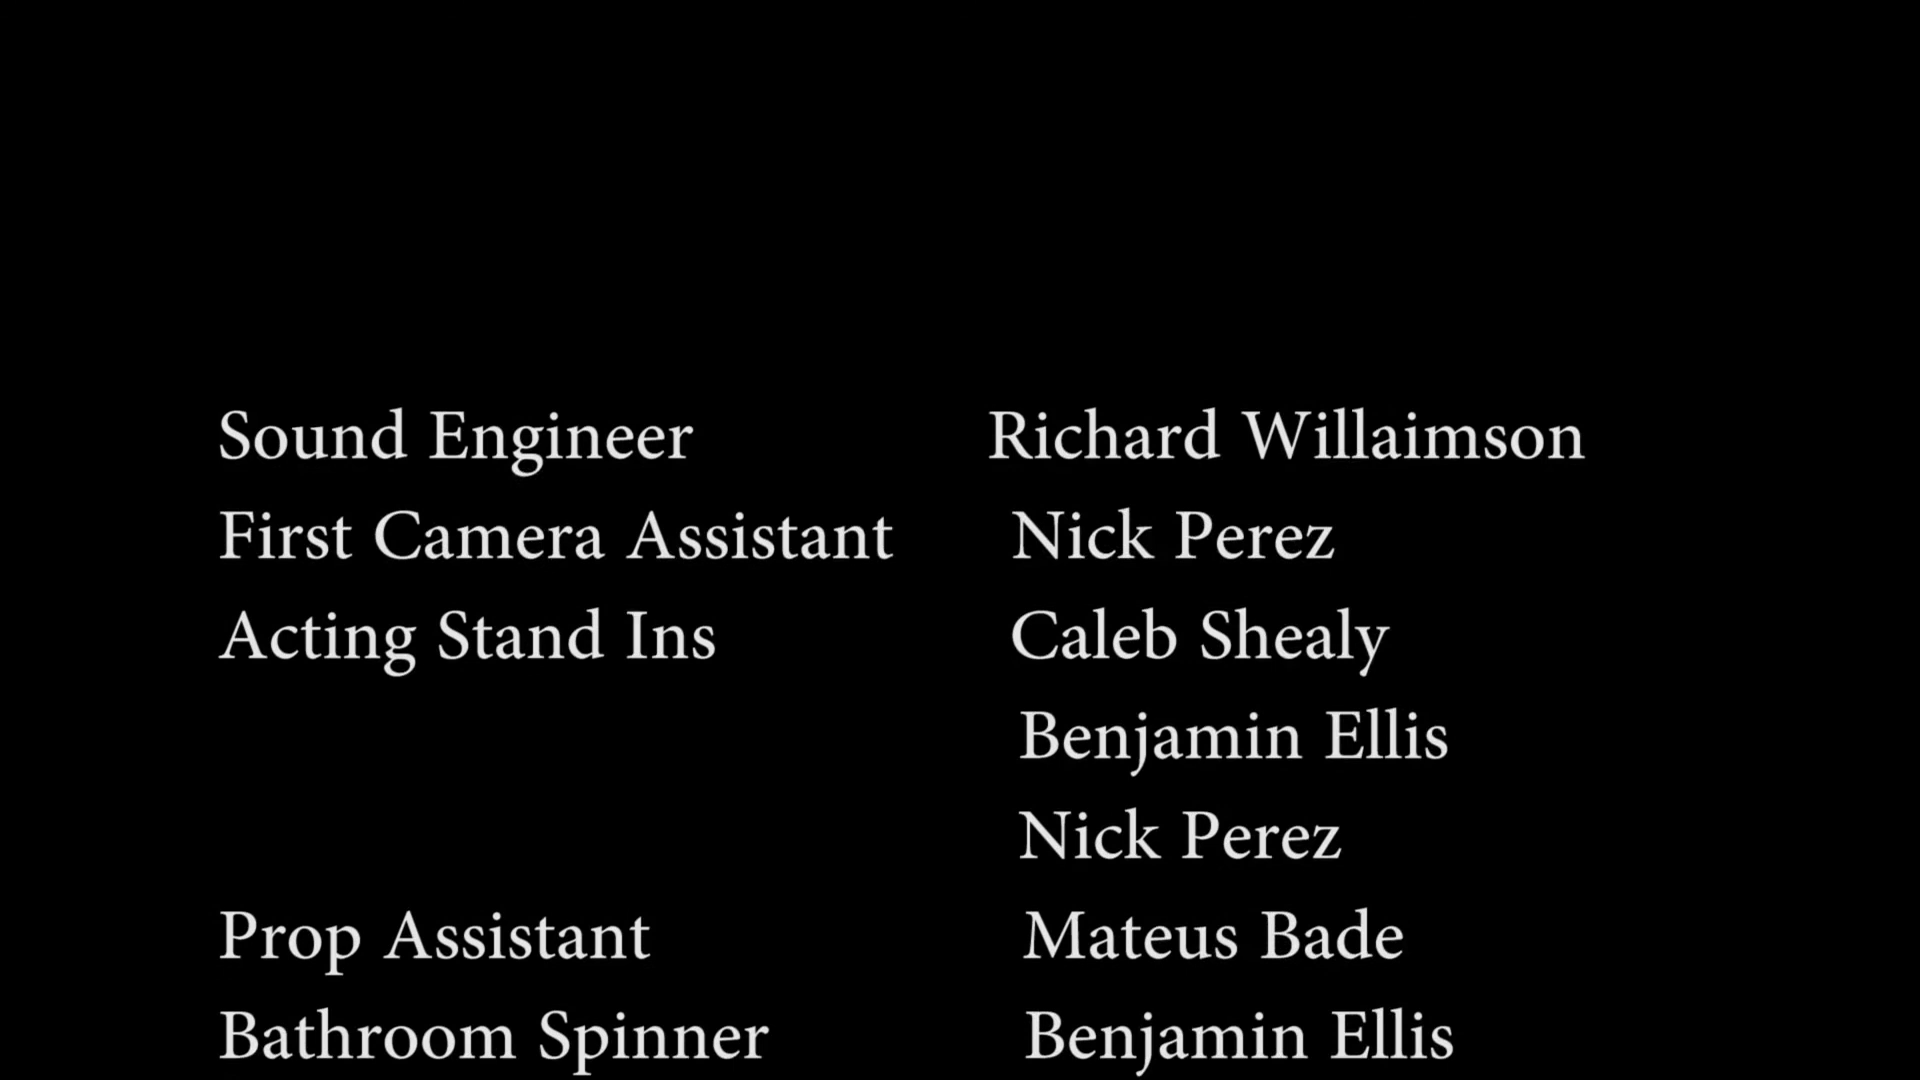 Sound Engineer Richard Willaimson
First Camera Assistant Nick Perez
Acting Stand Ins Caleb Shealy
Benjamin Ellis
Nick Perez
Prop Assistant Mateus Bade
Bathroom Spinner Benjamin Ellis